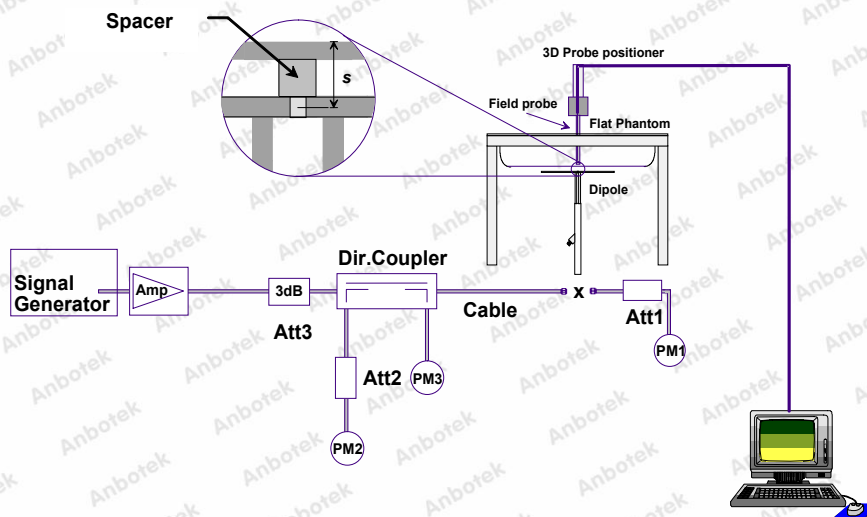 Spacer
s
3D Probe positioner
Field probe
Flat Phantom
Dipole
Signal
Generator
Amp
3dB
Att3
Dir.Coupler
Cable
x
Att1
PM1
Att2
PM3
PM2
Anbotek